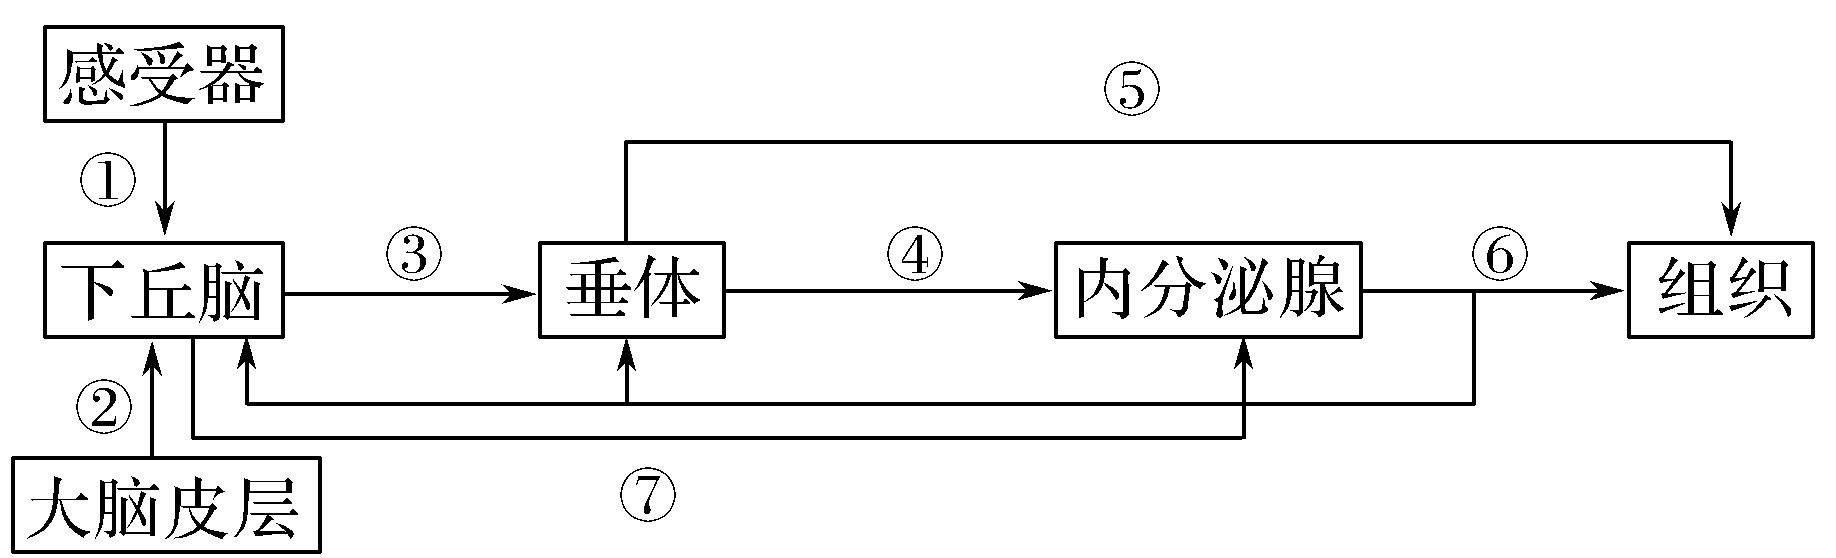 感受器
⑤
①
下丘脑
③
垂体
④
内分泌腺
⑥
组织
②
大脑皮层
⑦